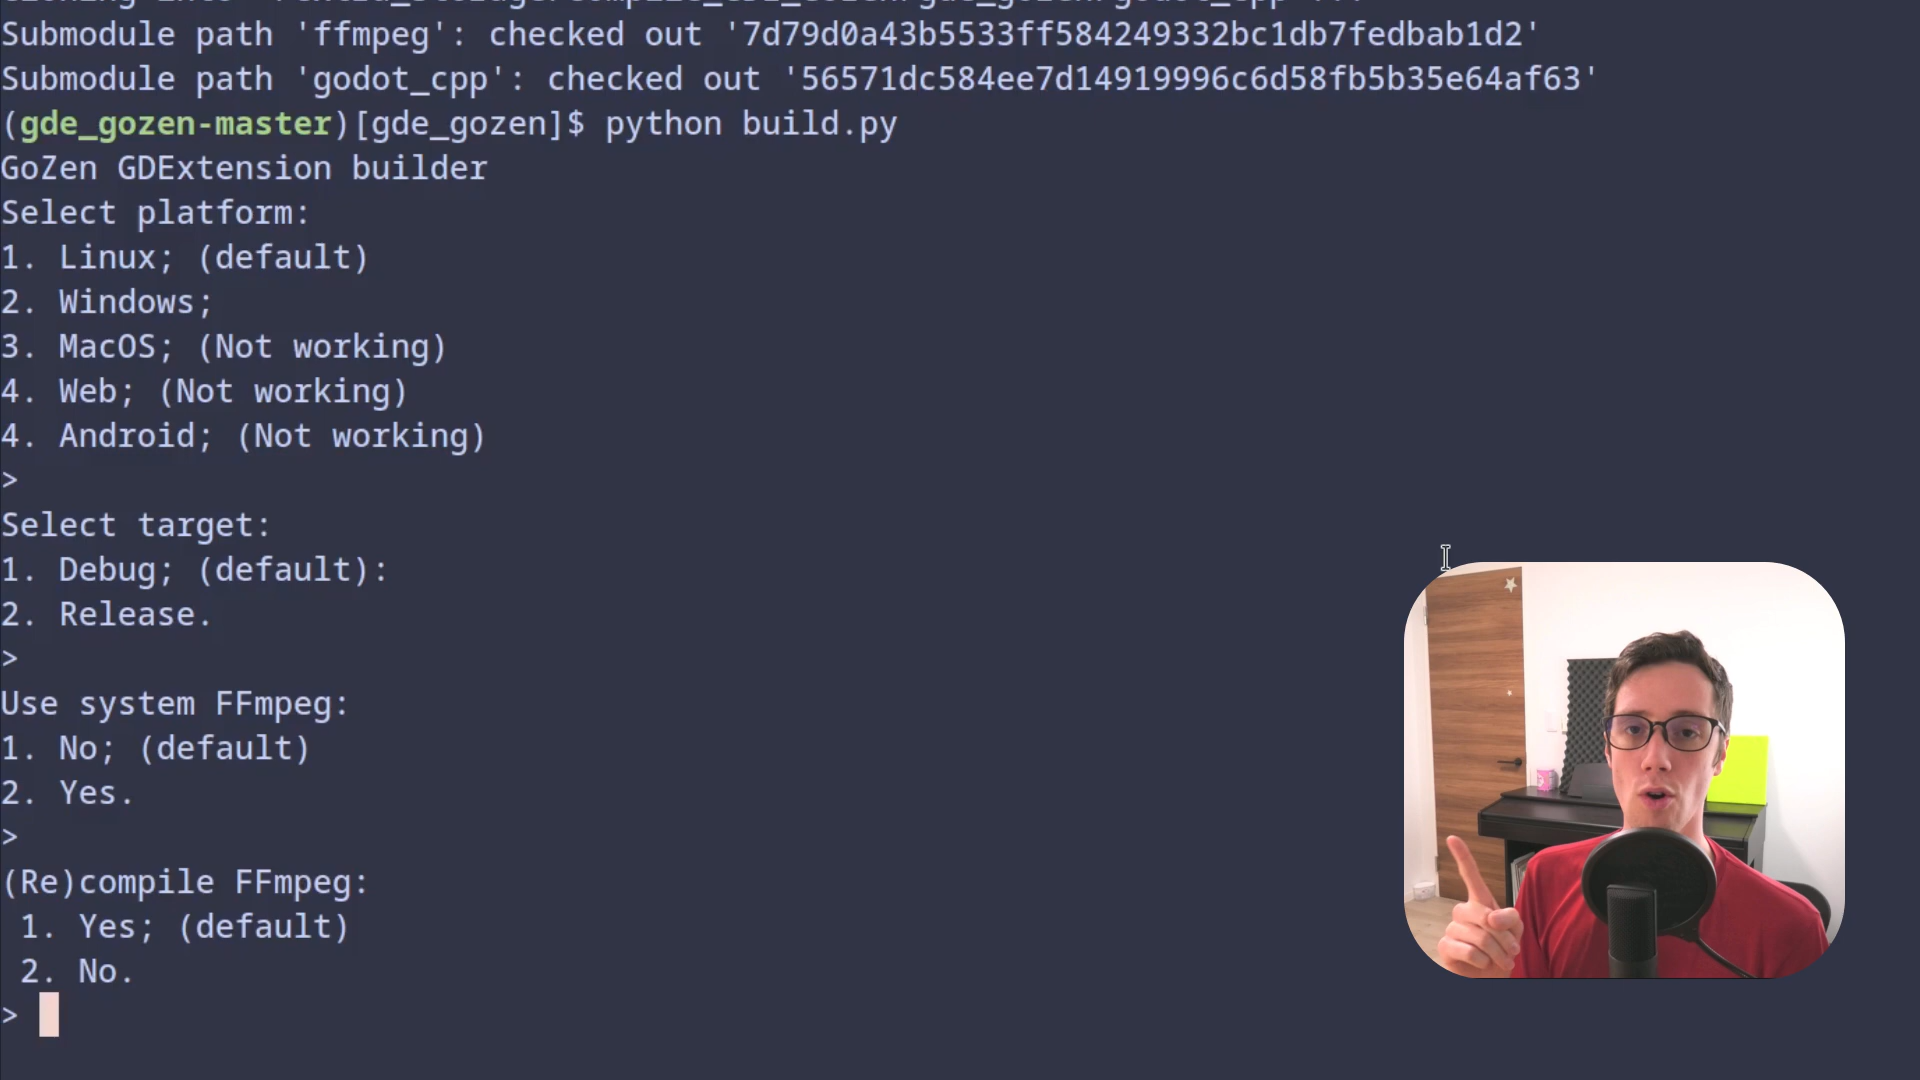 Submodule path 'ffmpeg': checked out '7d79d0a43b5533ff584249332bc1db7fedbab1d2'
Submodule path 'godot_cpp': checked out '56571dc584ee7d14919996c6d58fb5b35e64af63'
(gde_gozen-master)[gde_gozen]$ python build.py
GoZen GDExtension builder
Select platform:
1. Linux; (default)
2. Windows;
3. MacOS; (Not working)
4. Web; (Not working)
4. Android; (Not working)
>
Select target:
1. Debug; (default):
2. Release.
>
Use system FFmpeg:
1. No; (default)
2. Yes.
>
(Re)compile FFmpeg:
1. Yes; (default)
2. No.
>